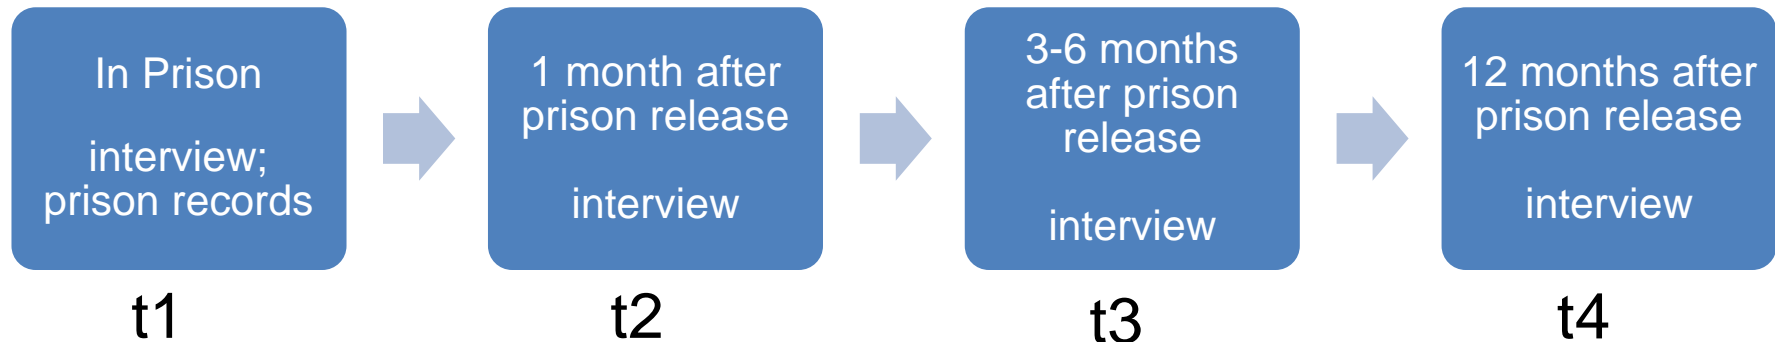 In Prison
interview;
prison records
t1
1 month after
prison release
interview
t2
3-6 months
after prison
release
interview
t3
12 months after
prison release
interview
t4